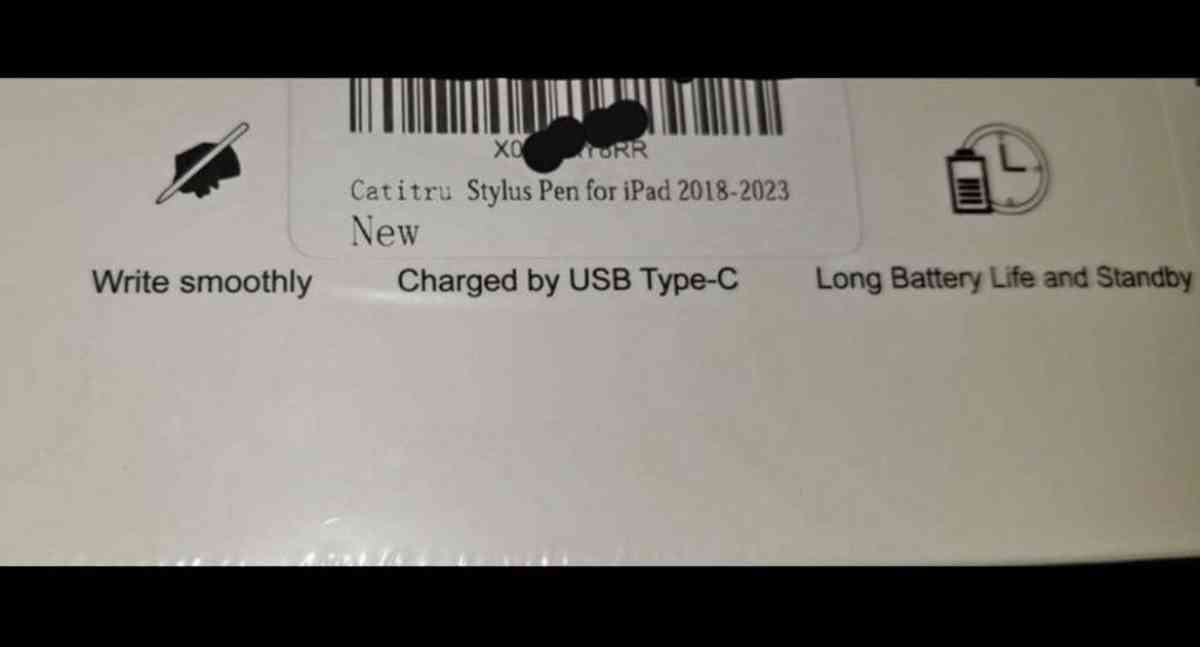 Catitru Stylus Pen for iPad 2018-2023
New
Write smoothly
Charged by USB Type-C
Long Battery Life and Standby